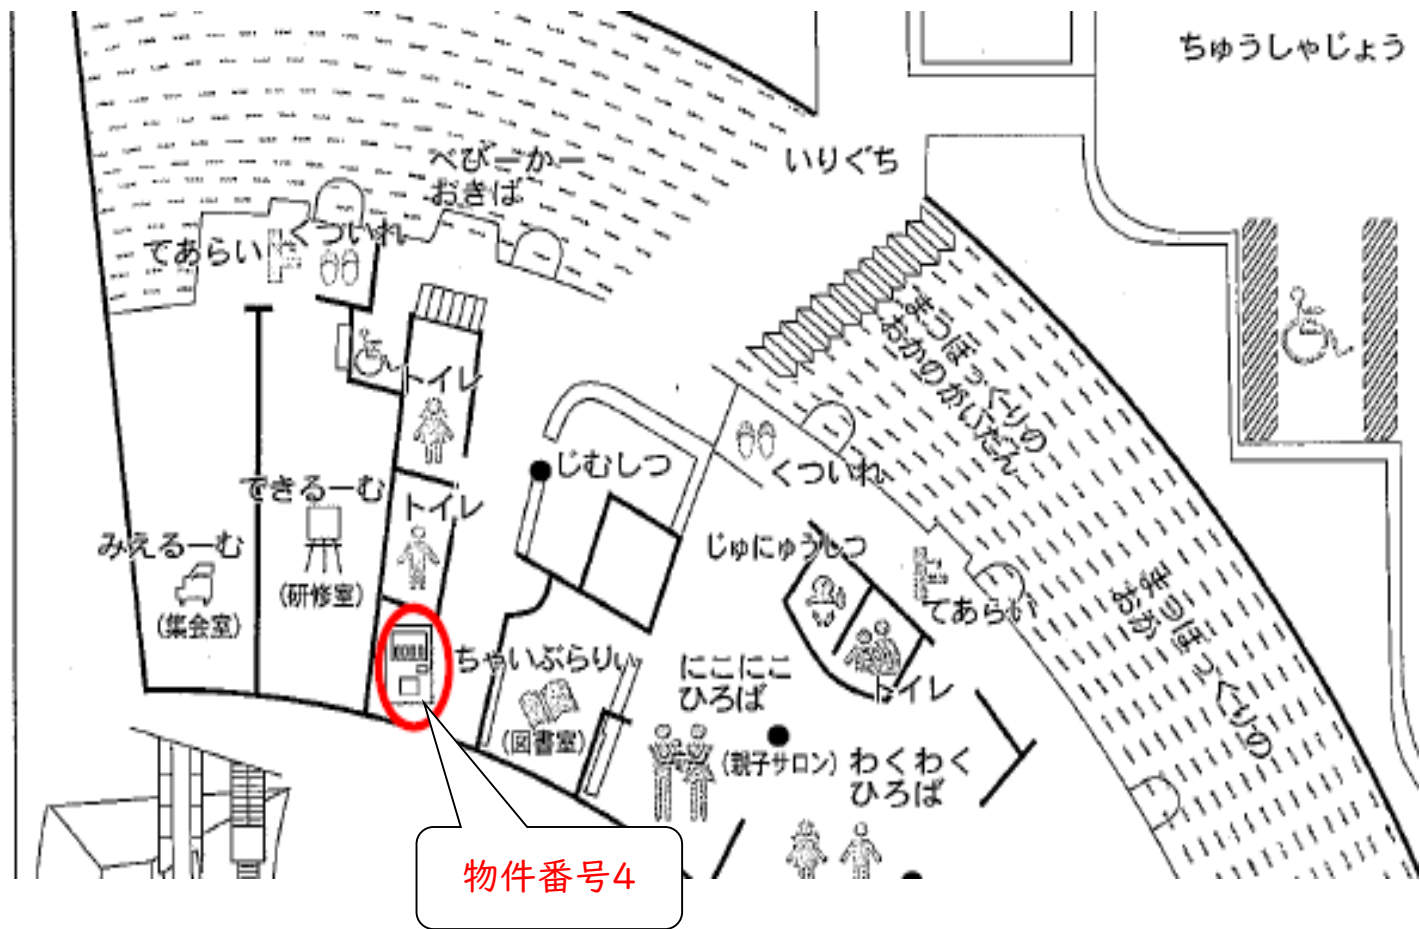 ちゅうしゃじょう
いりぐち
べびーかー
おきば
くついれ
てあらい
まつぼっくりの
おかのかいだん
トイレ
じむしつ
くついれ
できるーむ
(研修室)
トイレ
みえるーむ
(集会室)
じゅにゅうしつ
てあらい
トイレ
まつぼっくりの
おか
ちゃいぶらりぃ
(図書室)
にこにこ
ひろば
(親子サロン)
わくわく
ひろば
物件番号4